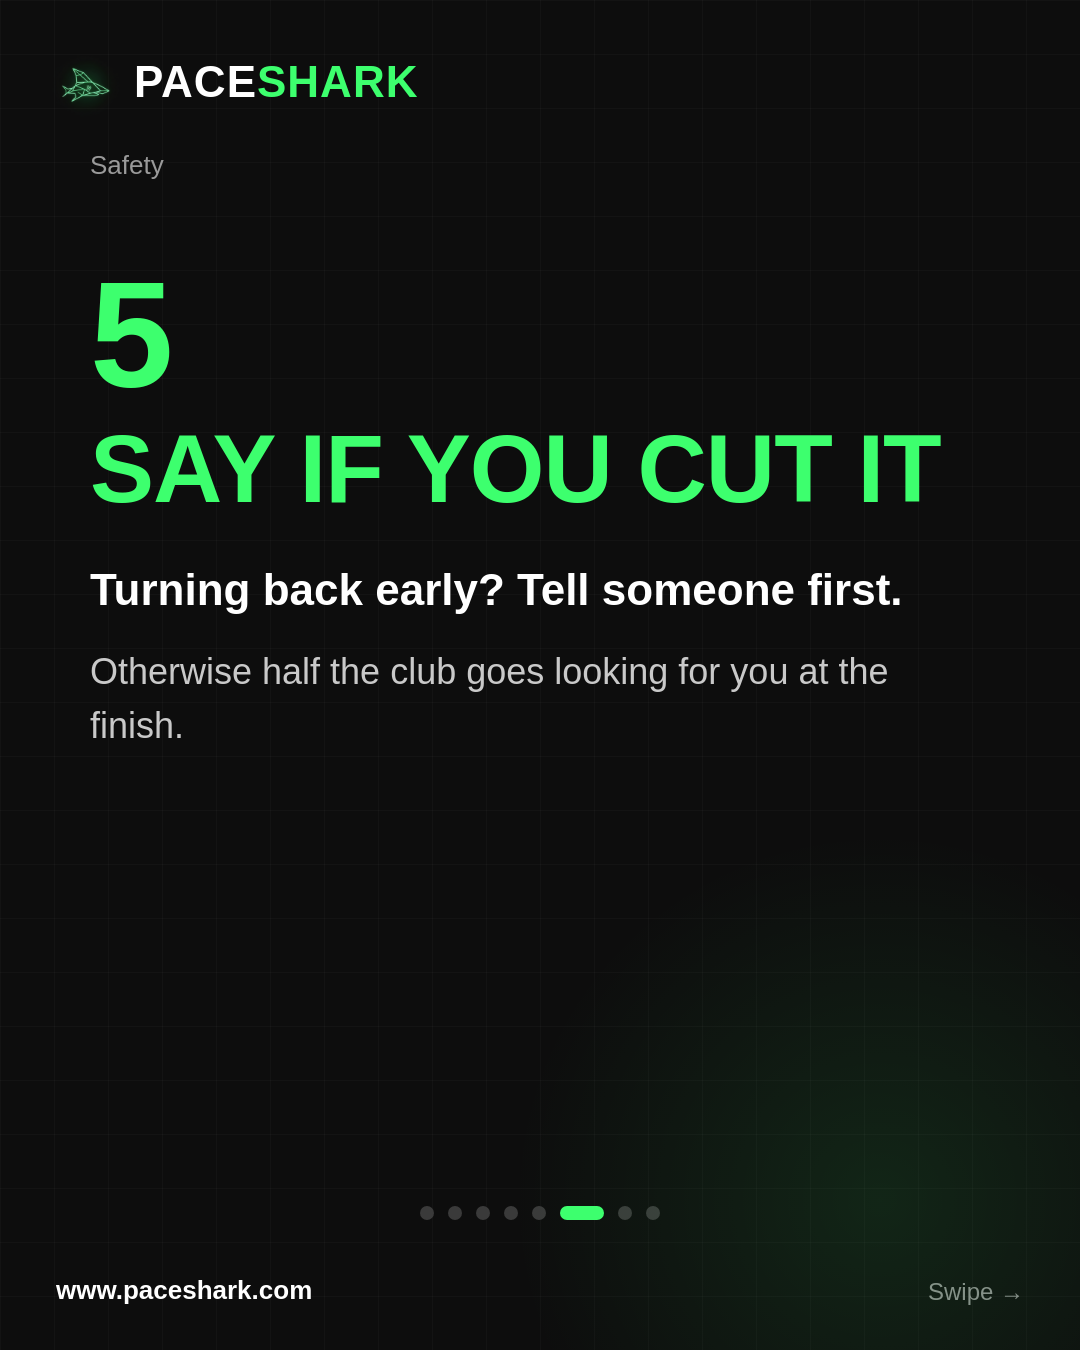 PACESHARK
Safety
5
SAY IF YOU CUT IT
Turning back early? Tell someone first.
Otherwise half the club goes looking for you at the
finish.
www.paceshark.com
Swipe →